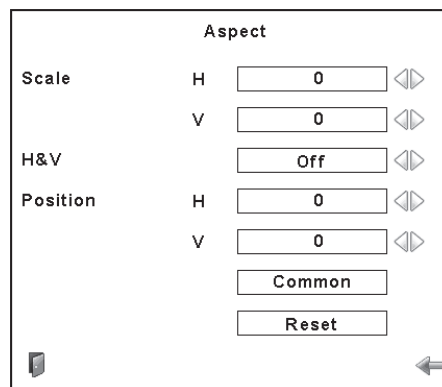 Aspect
Scale H 0
V 0
H&V Off
Position H 0
V 0
Common
Reset